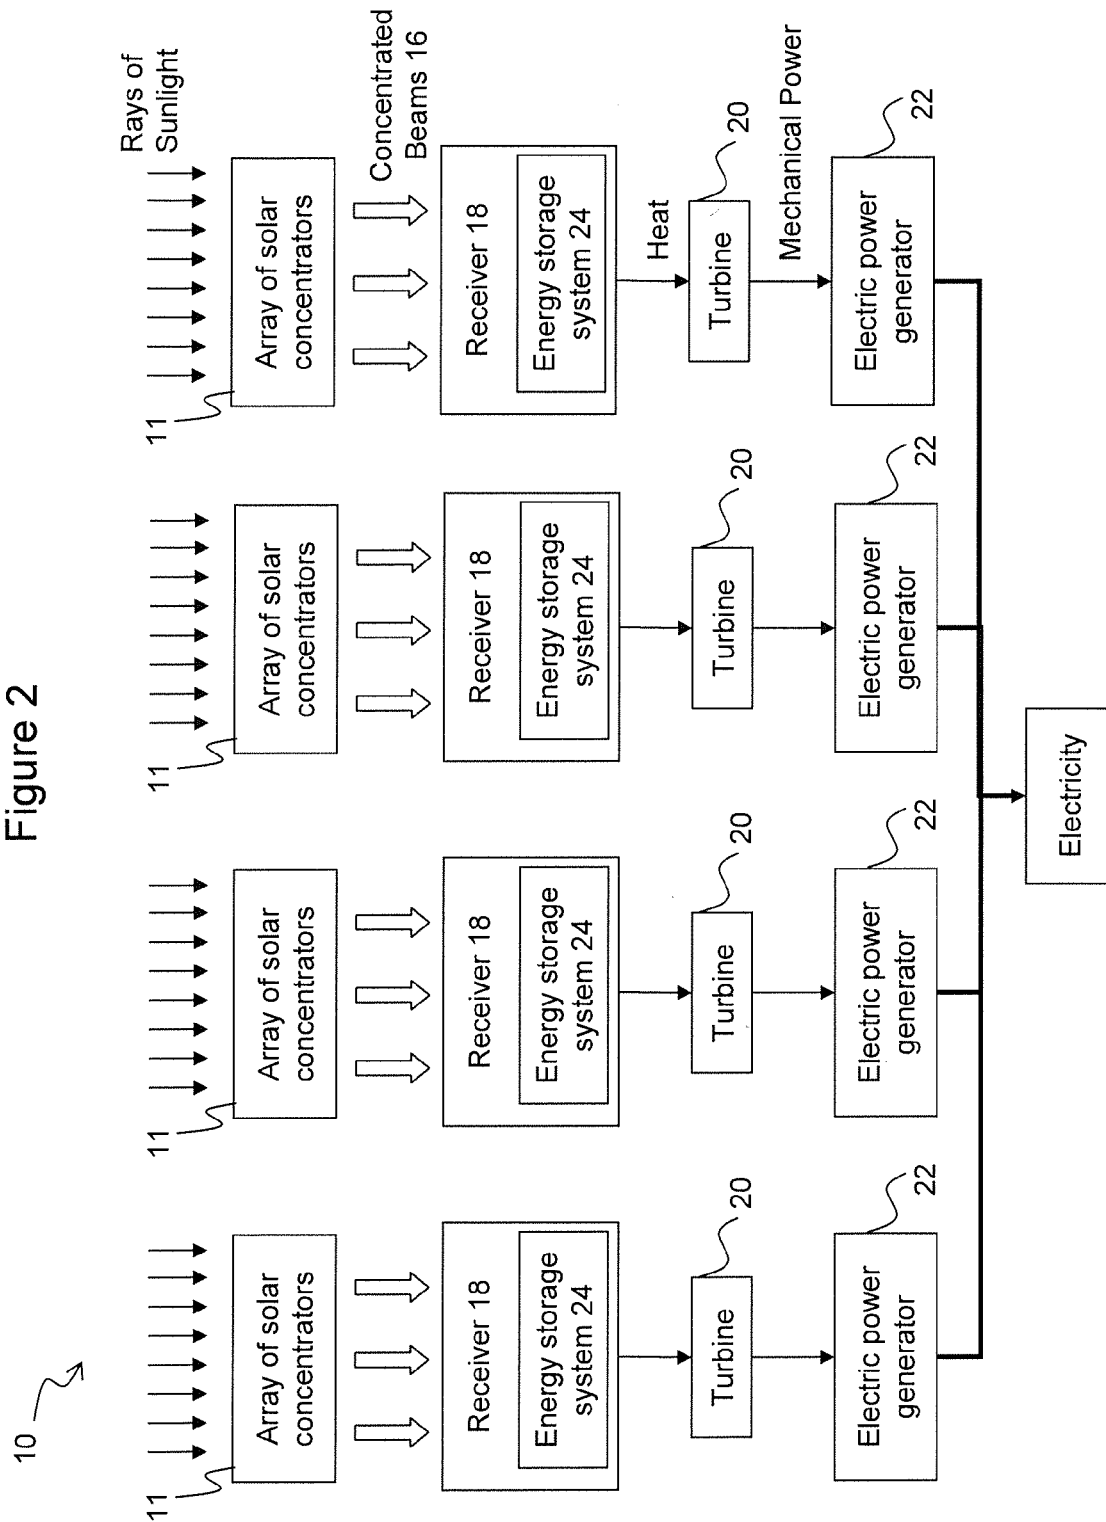 Figure 2
10
Rays of
Sunlight
11
Array of solar
concentrators
11
Array of solar
concentrators
11
Array of solar
concentrators
11
Array of solar
concentrators
Concentrated
Beams 16
Receiver 18
Energy storage
system 24
Receiver 18
Energy storage
system 24
Receiver 18
Energy storage
system 24
Receiver 18
Energy storage
system 24
Heat
Turbine
20
Turbine
20
Turbine
20
Turbine
20
Mechanical Power
Electric power
generator
22
Electric power
generator
22
Electric power
generator
22
Electric power
generator
22
Electricity